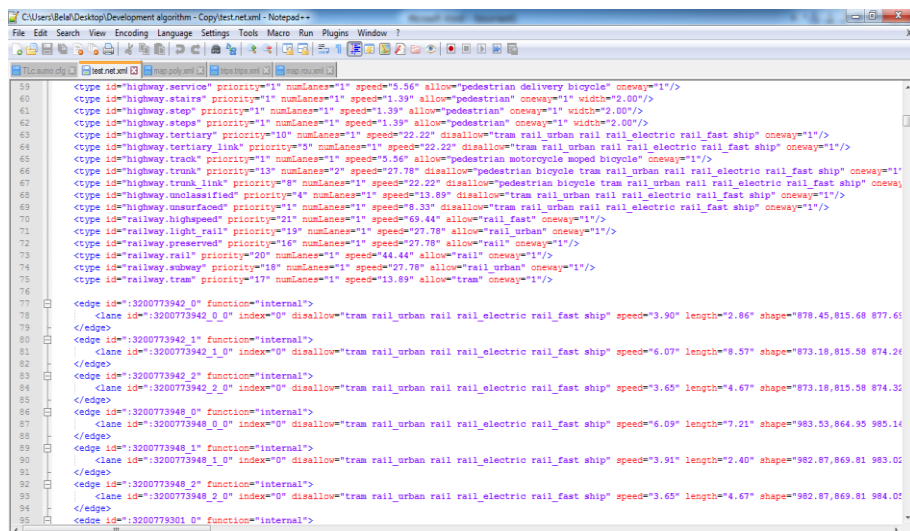 C:\Users\Belal\Desktop\Development algorithm - Copy\test.net.xml - Notepad++
File Edit Search View Encoding Language Settings Tools Macro Run Plugins Window ? X
TLc.sumo.cfg test.net.xml map.poly.xml trips.trips.xml map.rou.xml
59 <type id="highway.service" priority="1" numLanes="1" speed="5.56" allow="pedestrian delivery bicycle" oneway="1"/>
60 <type id="highway.stairs" priority="1" numLanes="1" speed="1.39" allow="pedestrian" oneway="1" width="2.00"/>
61 <type id="highway.step" priority="1" numLanes="1" speed="1.39" allow="pedestrian" oneway="1" width="2.00"/>
62 <type id="highway.steps" priority="1" numLanes="1" speed="1.39" allow="pedestrian" oneway="1" width="2.00"/>
63 <type id="highway.tertiary" priority="10" numLanes="1" speed="22.22" disallow="tram rail_urban rail rail_electric rail_fast ship" oneway="1"/>
64 <type id="highway.tertiary_link" priority="5" numLanes="1" speed="22.22" disallow="tram rail_urban rail rail_electric rail_fast ship" oneway="1"/>
65 <type id="highway.track" priority="1" numLanes="1" speed="5.56" allow="pedestrian motorcycle moped bicycle" oneway="1"/>
66 <type id="highway.trunk" priority="13" numLanes="2" speed="27.78" disallow="pedestrian bicycle tram rail_urban rail rail_electric rail_fast ship" oneway="1"
67 <type id="highway.trunk_link" priority="8" numLanes="1" speed="22.22" disallow="pedestrian bicycle tram rail_urban rail rail_electric rail_fast ship" oneway
68 <type id="highway.unclassified" priority="4" numLanes="1" speed="13.89" disallow="tram rail_urban rail rail_electric rail_fast ship" oneway="1"/>
69 <type id="highway.unsurfaced" priority="1" numLanes="1" speed="8.33" disallow="tram rail_urban rail rail_electric rail_fast ship" oneway="1"/>
70 <type id="railway.highspeed" priority="21" numLanes="1" speed="69.44" allow="rail_fast" oneway="1"/>
71 <type id="railway.light_rail" priority="19" numLanes="1" speed="27.78" allow="rail_urban" oneway="1"/>
72 <type id="railway.preserved" priority="16" numLanes="1" speed="27.78" allow="rail" oneway="1"/>
73 <type id="railway.rail" priority="20" numLanes="1" speed="44.44" allow="rail" oneway="1"/>
74 <type id="railway.subway" priority="18" numLanes="1" speed="27.78" allow="rail_urban" oneway="1"/>
75 <type id="railway.tram" priority="17" numLanes="1" speed="13.89" allow="tram" oneway="1"/>
76
77 <edge id=":3200773942_0" function="internal">
78 <lane id=":3200773942_0_0" index="0" disallow="tram rail_urban rail rail_electric rail_fast ship" speed="3.90" length="2.86" shape="878.45,815.68 877.69
79 </edge>
80 <edge id=":3200773942_1" function="internal">
81 <lane id=":3200773942_1_0" index="0" disallow="tram rail_urban rail rail_electric rail_fast ship" speed="6.07" length="8.57" shape="873.18,815.58 874.26
82 </edge>
83 <edge id=":3200773942_2" function="internal">
84 <lane id=":3200773942_2_0" index="0" disallow="tram rail_urban rail rail_electric rail_fast ship" speed="3.65" length="4.67" shape="873.18,815.58 874.32
85 </edge>
86 <edge id=":3200773948_0" function="internal">
87 <lane id=":3200773948_0_0" index="0" disallow="tram rail_urban rail rail_electric rail_fast ship" speed="6.09" length="7.21" shape="983.53,864.95 985.14
88 </edge>
89 <edge id=":3200773948_1" function="internal">
90 <lane id=":3200773948_1_0" index="0" disallow="tram rail_urban rail rail_electric rail_fast ship" speed="3.91" length="2.40" shape="982.87,869.81 983.02
91 </edge>
92 <edge id=":3200773948_2" function="internal">
93 <lane id=":3200773948_2_0" index="0" disallow="tram rail_urban rail rail_electric rail_fast ship" speed="3.65" length="4.67" shape="982.87,869.81 984.05
94 </edge>
95 <edge id=":3200779301_0" function="internal">